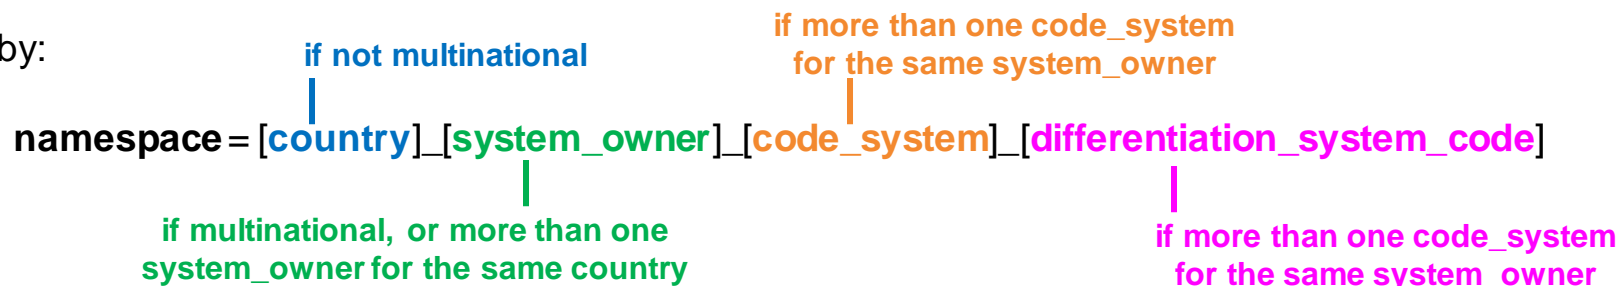 by:
if not multinational
if more than one code_system
for the same system_owner
namespace=[country]_[system_owner]_[code_system]_[differentiation_system_code]
if multinational, or more than one
system_owner for the same country
if more than one code_system
for the same system_owner